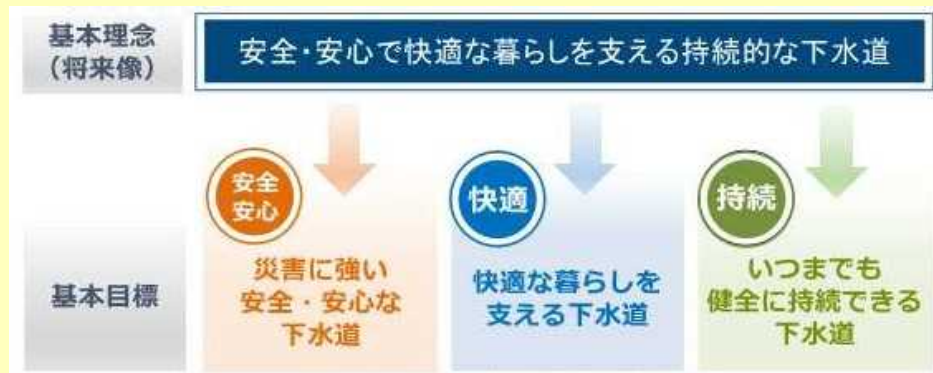 基本理念
(将来像)
安全・安心で快適な暮らしを支える持続的な下水道
安全
安心
快適
持続
基本目標
災害に強い
安全・安心な
下水道
快適な暮らしを
支える下水道
いつまでも
健全に持続できる
下水道